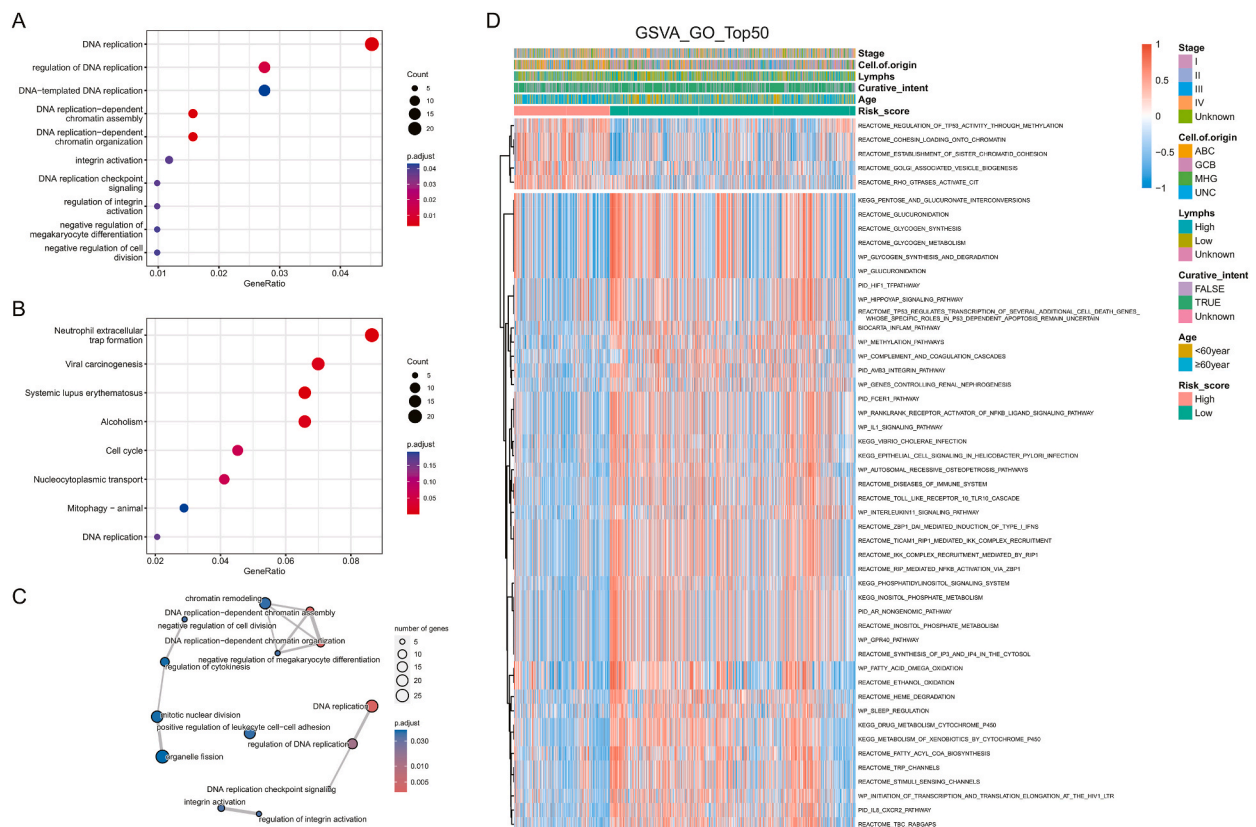 A
DNA replication
regulation of DNA replication
DNA-templated DNA replication
DNA replication-dependent
chromatin assembly
DNA replication-dependent
chromatin organization
integrin activation
DNA replication checkpoint
signaling
regulation of integrin
activation
negative regulation of
megakaryocyte differentiation
negative regulation of cell
division
0.01 0.02 0.03 0.04
GeneRatio
Count
5
10
15
20
p.adjust
0.04
0.03
0.02
0.01
B
Neutrophil extracellular
trap formation
Viral carcinogenesis
Systemic lupus erythematosus
Alcoholism
Cell cycle
Nucleocytoplasmic transport
Mitophagy − animal
DNA replication
0.02 0.04 0.06 0.08
GeneRatio
Count
5
10
15
20
p.adjust
0.15
0.10
0.05
C
chromatin remodeling
DNA replication-dependent chromatin assembly
negative regulation of cell division
DNA replication-dependent chromatin organization
negative regulation of megakaryocyte differentiation
regulation of cytokinesis
DNA replication
mitotic nuclear division
positive regulation of leukocyte cell-cell adhesion
regulation of DNA replication
organelle fission
DNA replication checkpoint signaling
integrin activation
regulation of integrin activation
number of genes
5
10
15
20
25
p.adjust
0.030
0.010
0.005
D
GSVA_GO_Top50
Stage
Cell.of.origin
Lymphs
Curative_intent
Age
Risk_score
REACTOME_REGULATION_OF_TP53_ACTIVITY_THROUGH_METHYLATION
REACTOME_COHESIN_LOADING_ONTO_CHROMATIN
REACTOME_ESTABLISHMENT_OF_SISTER_CHROMATID_COHESION
REACTOME_GOLGI_ASSOCIATED_VESICLE_BIOGENESIS
REACTOME_RHO_GTPASES_ACTIVATE_CIT
KEGG_PENTOSE_AND_GLUCURONATE_INTERCONVERSIONS
REACTOME_GLUCURONIDATION
REACTOME_GLYCOGEN_SYNTHESIS
REACTOME_GLYCOGEN_METABOLISM
WP_GLYCOGEN_SYNTHESIS_AND_DEGRADATION
WP_GLUCURONIDATION
PID_HIF1_TFPATHWAY
WP_HIPPOYAP_SIGNALING_PATHWAY
REACTOME_TP53_REGULATES_TRANSCRIPTION_OF_SEVERAL_ADDITIONAL_CELL_DEATH_GENES_
WHOSE_SPECIFIC_ROLES_IN_P53_DEPENDENT_APOPTOSIS_REMAIN_UNCERTAIN
BIOCARTA_INFLAM_PATHWAY
WP_METHYLATION_PATHWAYS
WP_COMPLEMENT_AND_COAGULATION_CASCADES
PID_AVB3_INTEGRIN_PATHWAY
WP_GENES_CONTROLLING_RENAL_NEPHROGENESIS
PID_FCER1_PATHWAY
WP_RANKLRANK_RECEPTOR_ACTIVATOR_OF_NFKB_LIGAND_SIGNALING_PATHWAY
WP_IL1_SIGNALING_PATHWAY
KEGG_VIBRIO_CHOLERAE_INFECTION
KEGG_EPITHELIAL_CELL_SIGNALING_IN_HELICOBACTER_PYLORI_INFECTION
WP_AUTOSOMAL_RECESSIVE_OSTEOPETROSIS_PATHWAYS
REACTOME_DISEASES_OF_IMMUNE_SYSTEM
REACTOME_TOLL_LIKE_RECEPTOR_10_TLR10_CASCADE
WP_INTERLEUKIN11_SIGNALING_PATHWAY
REACTOME_ZBP1_DAI_MEDIATED_INDUCTION_OF_TYPE_I_IFNS
REACTOME_TICAM1_RIP1_MEDIATED_IKK_COMPLEX_RECRUITMENT
REACTOME_IKK_COMPLEX_RECRUITMENT_MEDIATED_BY_RIP1
REACTOME_RIP_MEDIATED_NFKB_ACTIVATION_VIA_ZBP1
KEGG_PHOSPHATIDYLINOSITOL_SIGNALING_SYSTEM
KEGG_INOSITOL_PHOSPHATE_METABOLISM
PID_AR_NONGENOMIC_PATHWAY
REACTOME_INOSITOL_PHOSPHATE_METABOLISM
WP_GPR40_PATHWAY
REACTOME_SYNTHESIS_OF_IP3_AND_IP4_IN_THE_CYTOSOL
WP_FATTY_ACID_OMEGA_OXIDATION
REACTOME_ETHANOL_OXIDATION
REACTOME_HEME_DEGRADATION
WP_SLEEP_REGULATION
KEGG_DRUG_METABOLISM_CYTOCHROME_P450
KEGG_METABOLISM_OF_XENOBIOTICS_BY_CYTOCHROME_P450
REACTOME_FATTY_ACYL_COA_BIOSYNTHESIS
REACTOME_TRP_CHANNELS
REACTOME_STIMULI_SENSING_CHANNELS
WP_INITIATION_OF_TRANSCRIPTION_AND_TRANSLATION_ELONGATION_AT_THE_HIV1_LTR
PID_IL8_CXCR2_PATHWAY
REACTOME_TBC_RABGAPS
1
0.5
0
−0.5
−1
Stage
I
II
III
IV
Unknown
Cell.of.origin
ABC
GCB
MHG
UNC
Lymphs
High
Low
Unknown
Curative_intent
FALSE
TRUE
Unknown
Age
<60year
≥60year
Risk_score
High
Low